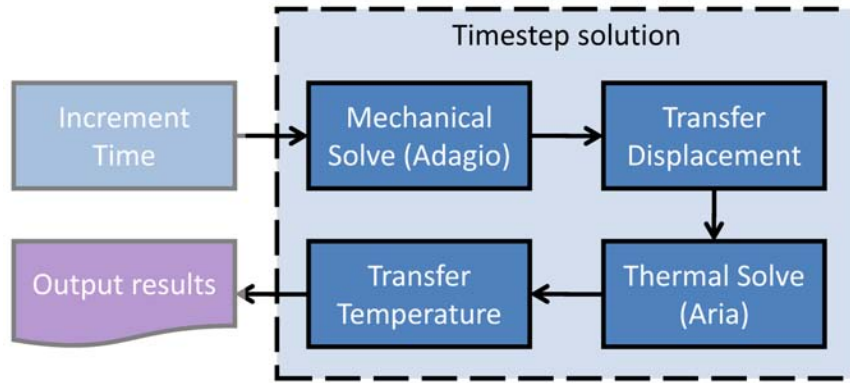 Timestep solution
Increment
Time
Mechanical
Solve (Adagio)
Transfer
Displacement
Thermal Solve
(Aria)
Transfer
Temperature
Output results